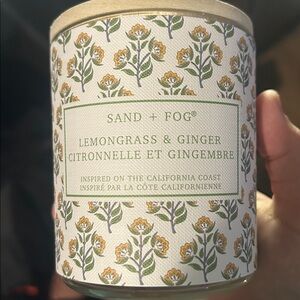 SAND + FOG®
LEMONGRASS & GINGER
CITRONNELLE ET GINGEMBRE
INSPIRED ON THE CALIFORNIA COAST
INSPIRÉ PAR LA CÔTE CALIFORNIENNE